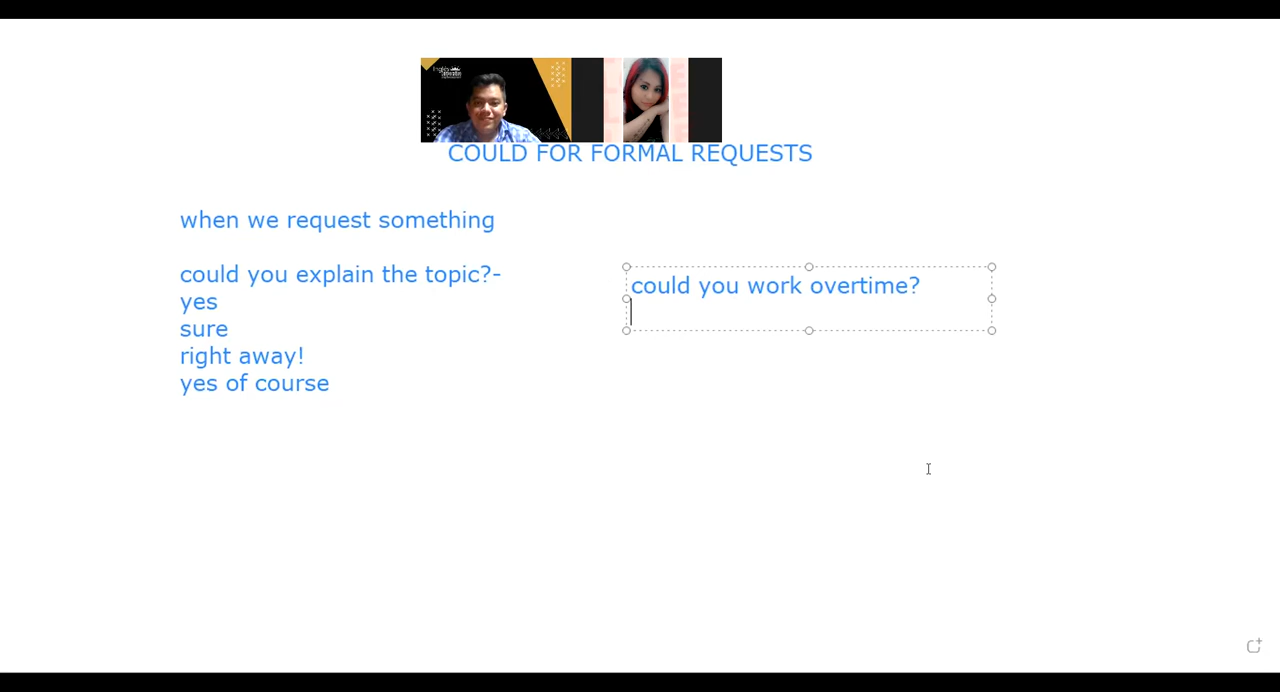 COULD FOR FORMAL REQUESTS
when we request something
could you explain the topic?-
yes
sure
right away!
yes of course
could you work overtime?